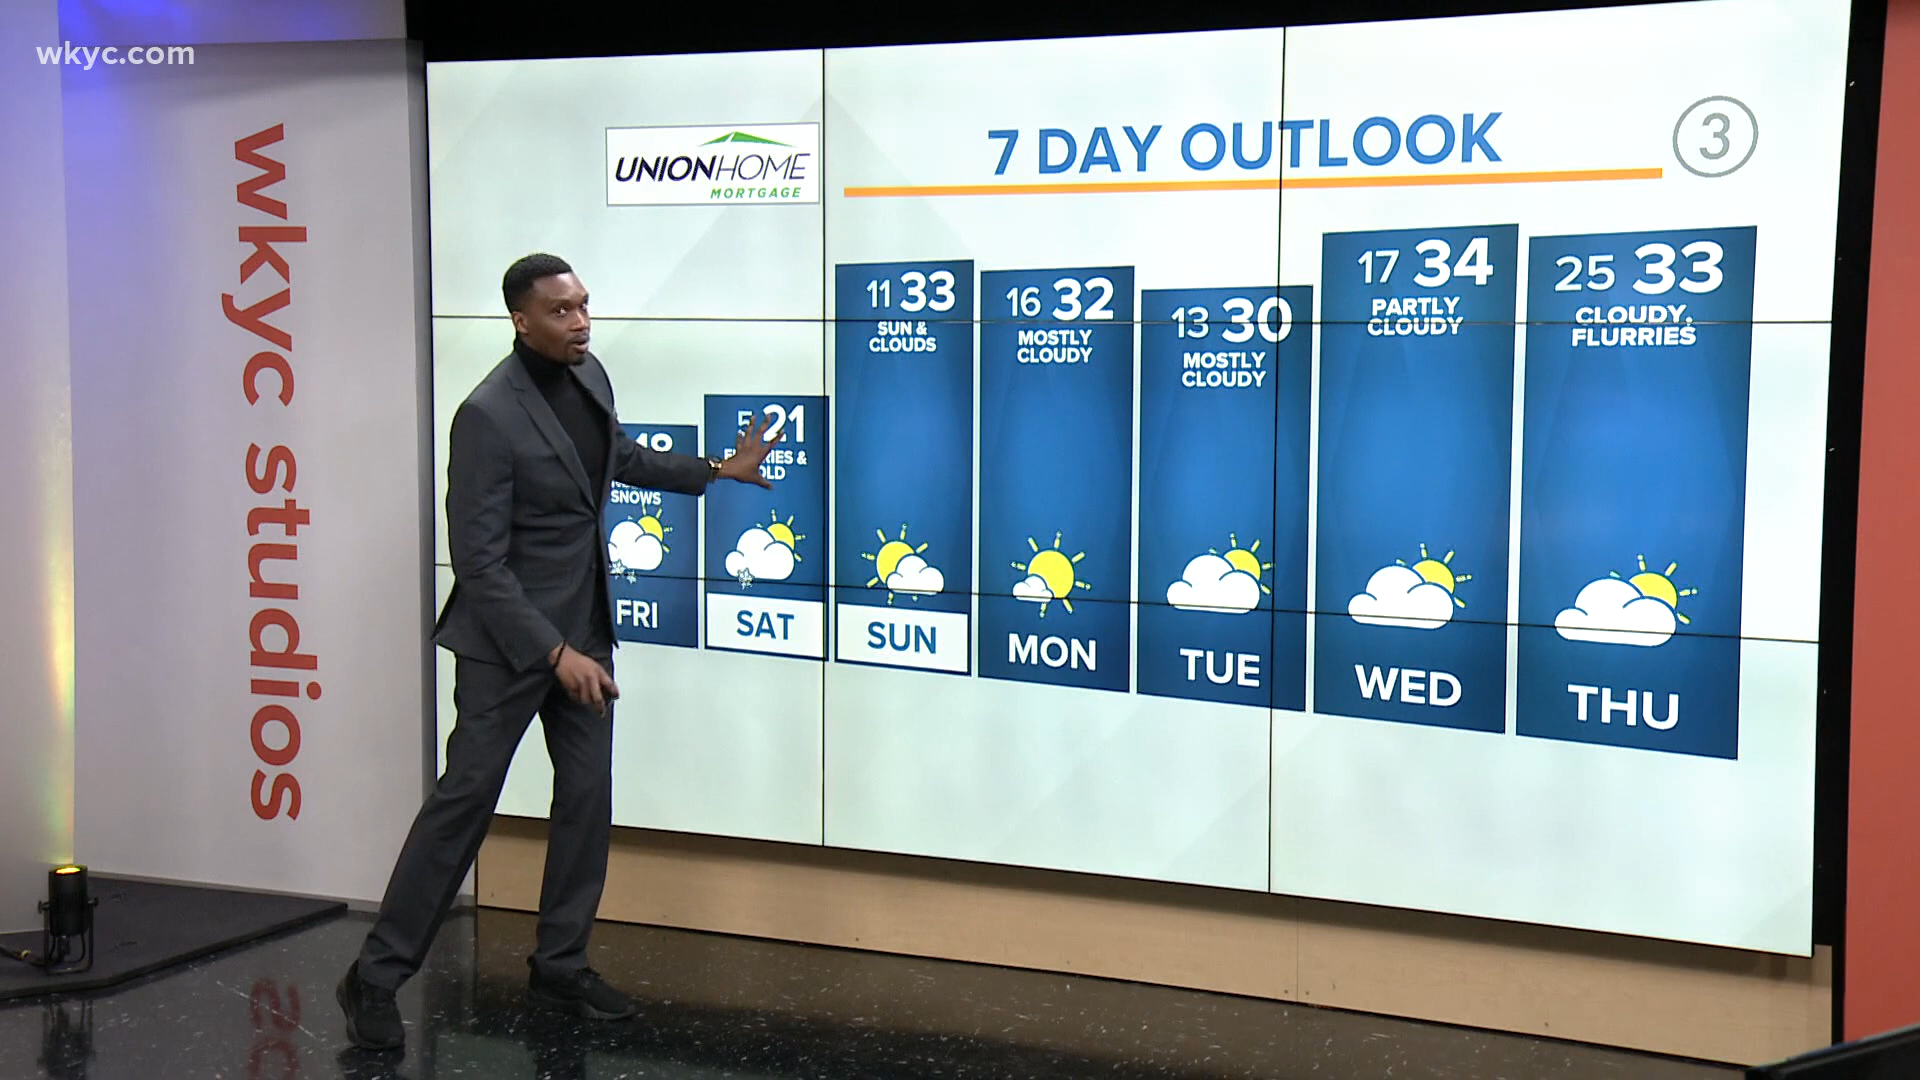 wkyc.com
wkyc studios
UNIONHOME
MORTGAGE
7 DAY OUTLOOK
3
18
SNOWS
FRI
5 21
&
SAT
11 33
SUN &
CLOUDS
SUN
16 32
MOSTLY
CLOUDY
MON
13 30
MOSTLY
CLOUDY
TUE
17 34
PARTLY
CLOUDY
WED
25 33
CLOUDY,
FLURRIES
THU